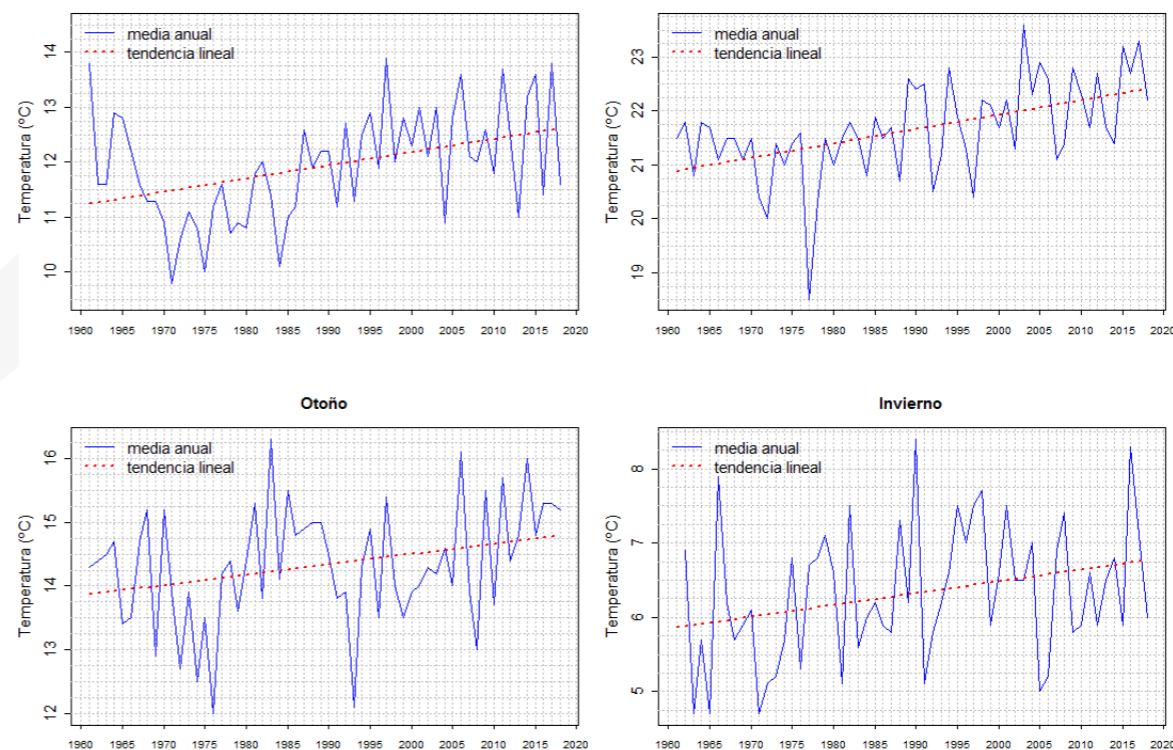 media anual
tendencia lineal
Temperatura (ºC)
10 11 12 13 14
1960 1965 1970 1975 1980 1985 1990 1995 2000 2005 2010 2015 2020
media anual
tendencia lineal
Temperatura (ºC)
19 20 21 22 23
1960 1965 1970 1975 1980 1985 1990 1995 2000 2005 2010 2015 2020
Otoño
media anual
tendencia lineal
Temperatura (ºC)
12 13 14 15 16
1960 1965 1970 1975 1980 1985 1990 1995 2000 2005 2010 2015 2020
Invierno
media anual
tendencia lineal
Temperatura (ºC)
5 6 7 8
1960 1965 1970 1975 1980 1985 1990 1995 2000 2005 2010 2015 2020